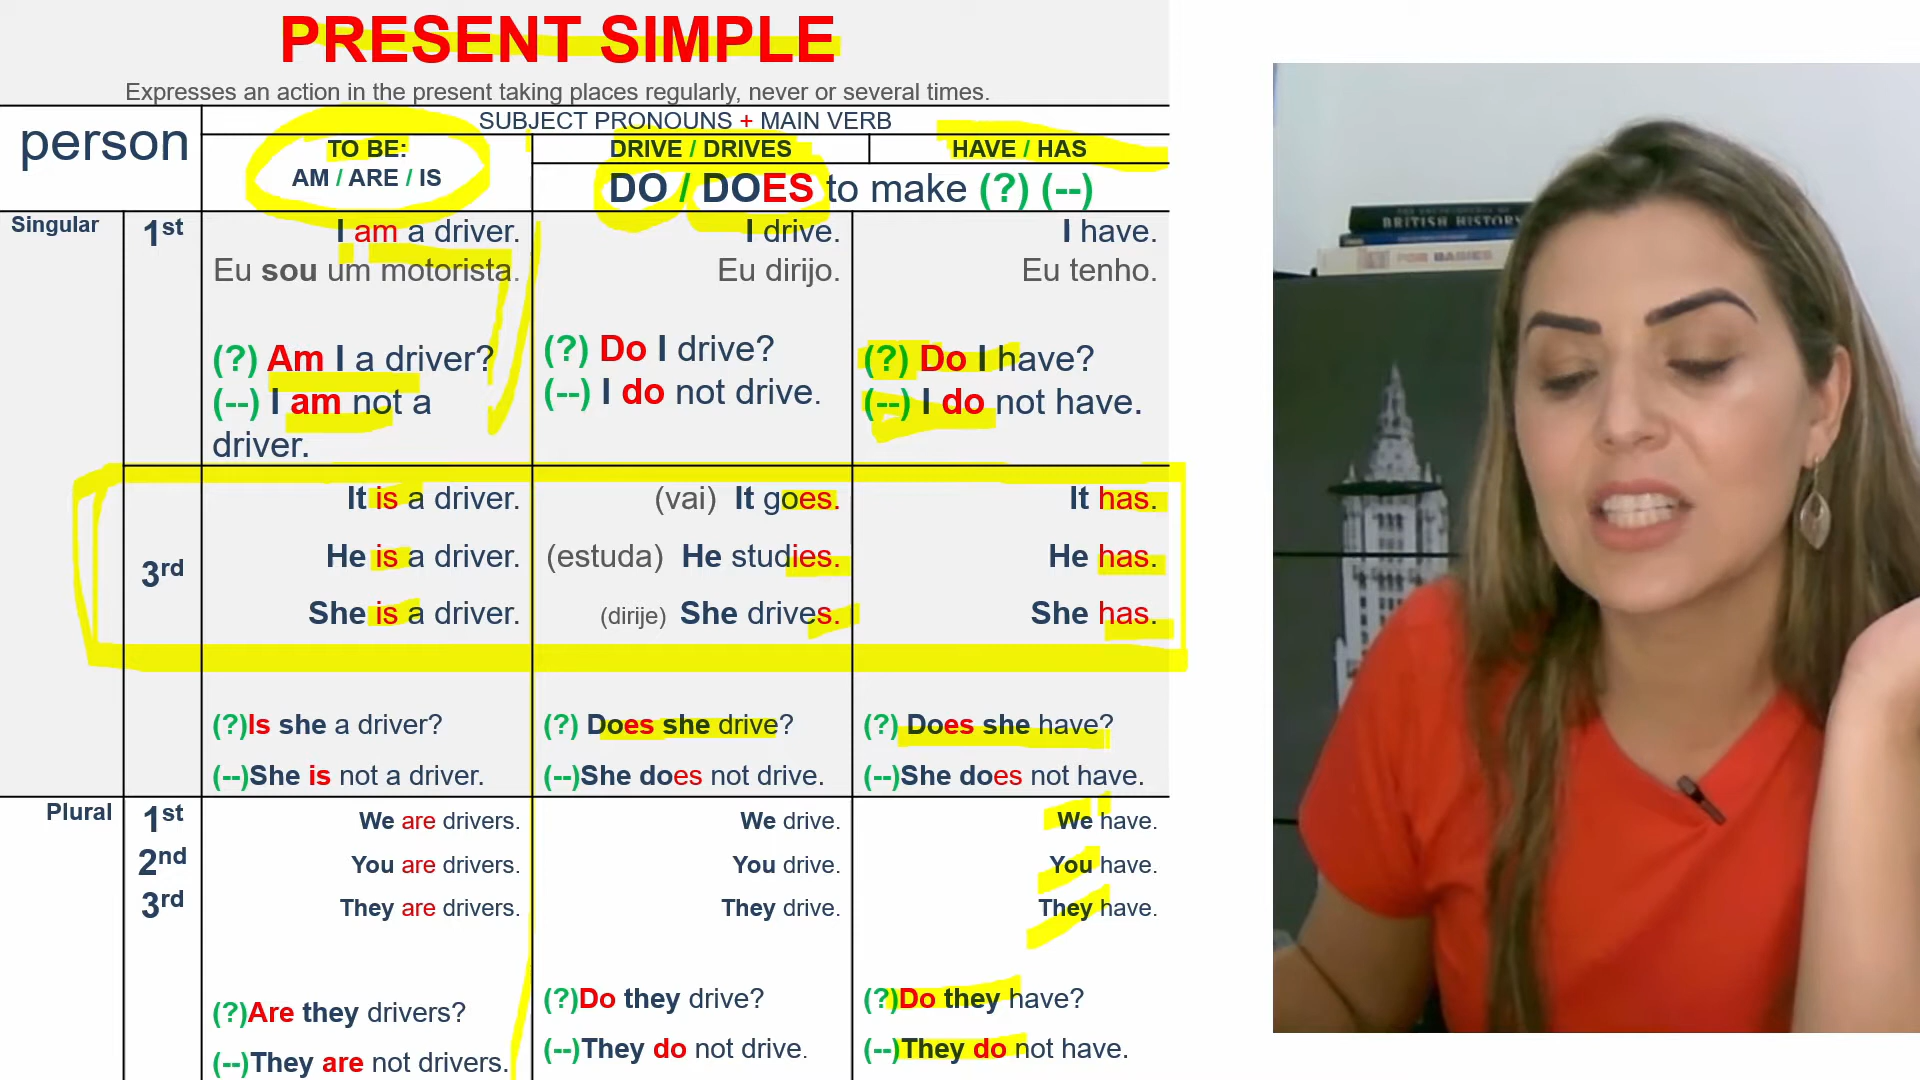 PRESENT SIMPLE
Expresses an action in the present taking places regularly, never or several times.
person
SUBJECT PRONOUNS + MAIN VERB
TO BE:
AM / ARE / IS
DRIVE / DRIVES
HAVE / HAS
DO / DOES to make (?) (--)
Singular
1st
I am a driver.
Eu sou um motorista.
(?) Am I a driver?
(--) I am not a
driver.
I drive.
Eu dirijo.
(?) Do I drive?
(--) I do not drive.
I have.
Eu tenho.
(?) Do I have?
(--) I do not have.
3rd
It is a driver.
He is a driver.
She is a driver.
(?)Is she a driver?
(--)She is not a driver.
(vai) It goes.
(estuda) He studies.
(dirije) She drives.
(?) Does she drive?
(--)She does not drive.
It has.
He has.
She has.
(?) Does she have?
(--)She does not have.
Plural
1st
2nd
3rd
We are drivers.
You are drivers.
They are drivers.
(?)Are they drivers?
(--)They are not drivers.
We drive.
You drive.
They drive.
(?)Do they drive?
(--)They do not drive.
We have.
You have.
They have.
(?)Do they have?
(--)They do not have.
BRITISH HISTORY
FOR BABIES